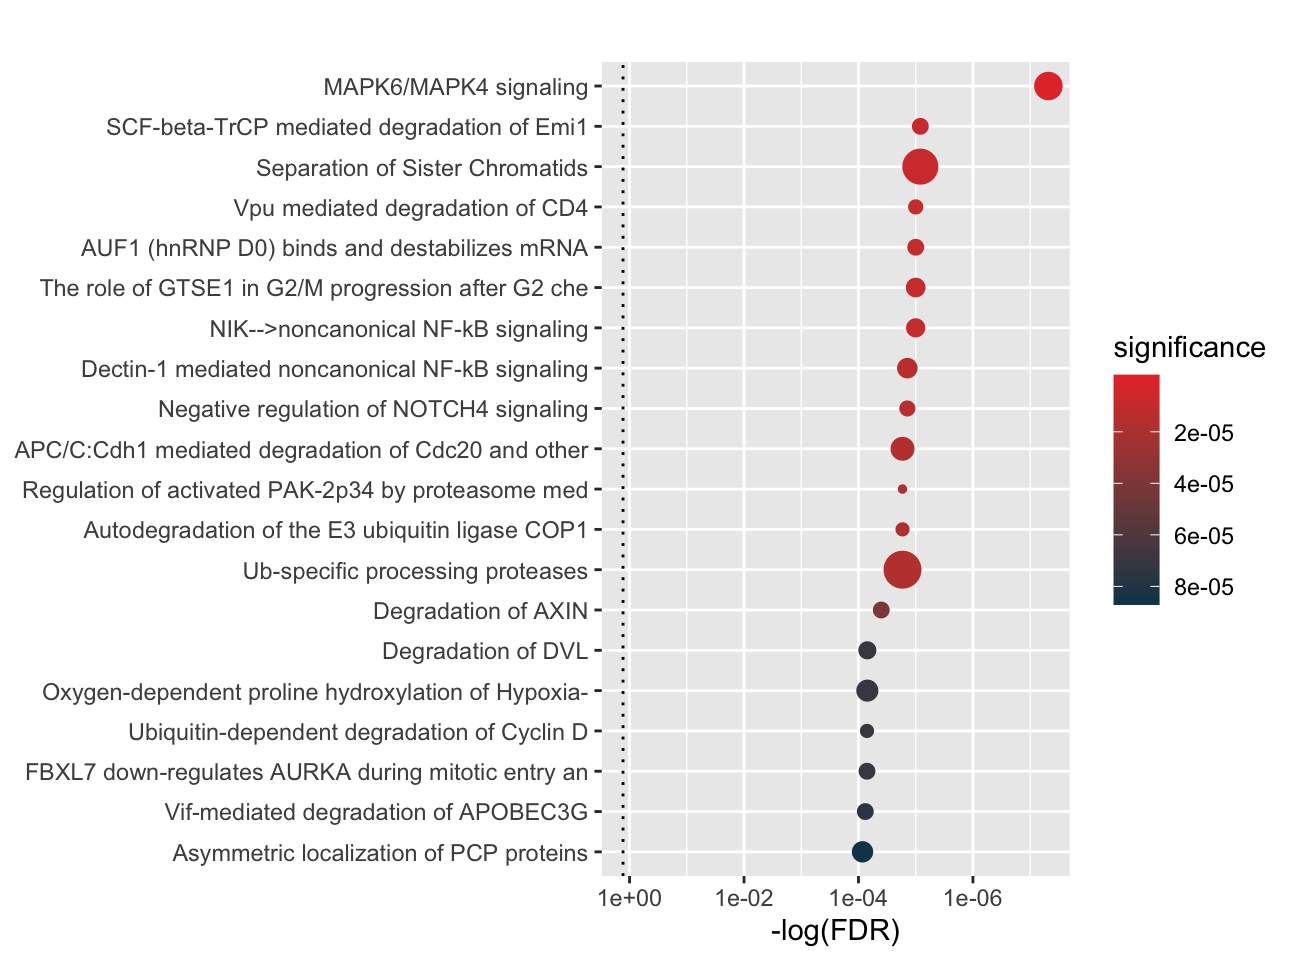 MAPK6/MAPK4 signaling
SCF-beta-TrCP mediated degradation of Emi1
Separation of Sister Chromatids
Vpu mediated degradation of CD4
AUF1 (hnRNP D0) binds and destabilizes mRNA
The role of GTSE1 in G2/M progression after G2 che
NIK-->noncanonical NF-kB signaling
Dectin-1 mediated noncanonical NF-kB signaling
Negative regulation of NOTCH4 signaling
APC/C:Cdh1 mediated degradation of Cdc20 and other
Regulation of activated PAK-2p34 by proteasome med
Autodegradation of the E3 ubiquitin ligase COP1
Ub-specific processing proteases
Degradation of AXIN
Degradation of DVL
Oxygen-dependent proline hydroxylation of Hypoxia-
Ubiquitin-dependent degradation of Cyclin D
FBXL7 down-regulates AURKA during mitotic entry an
Vif-mediated degradation of APOBEC3G
Asymmetric localization of PCP proteins
1e+00 1e-02 1e-04 1e-06
-log(FDR)
significance
2e-05
4e-05
6e-05
8e-05